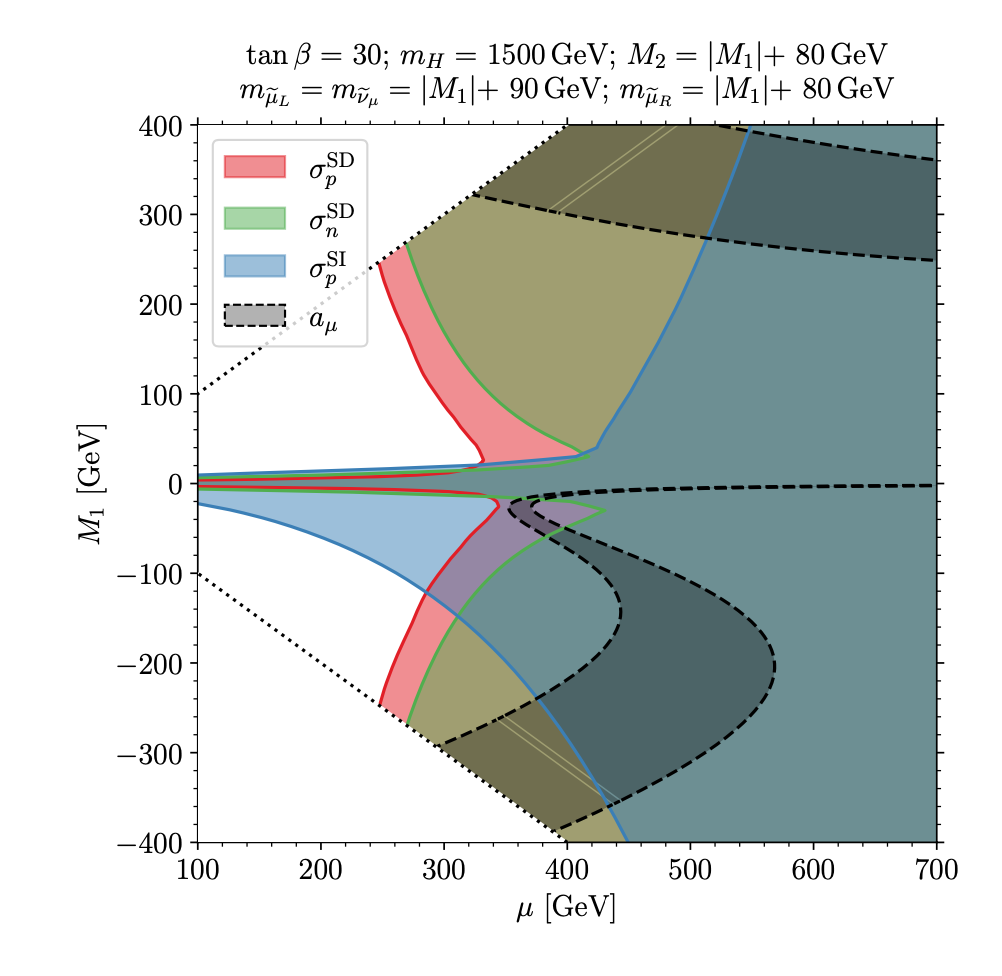 tan β = 30; m_H = 1500 GeV; M_2 = |M_1|+ 80 GeV
m_{μ̃_L} = m_{ν̃_μ} = |M_1|+ 90 GeV; m_{μ̃_R} = |M_1|+ 80 GeV
σ_p^{SD}
σ_n^{SD}
σ_p^{SI}
a_μ
M_1 [GeV]
400
300
200
100
0
−100
−200
−300
−400
100 200 300 400 500 600 700
μ [GeV]